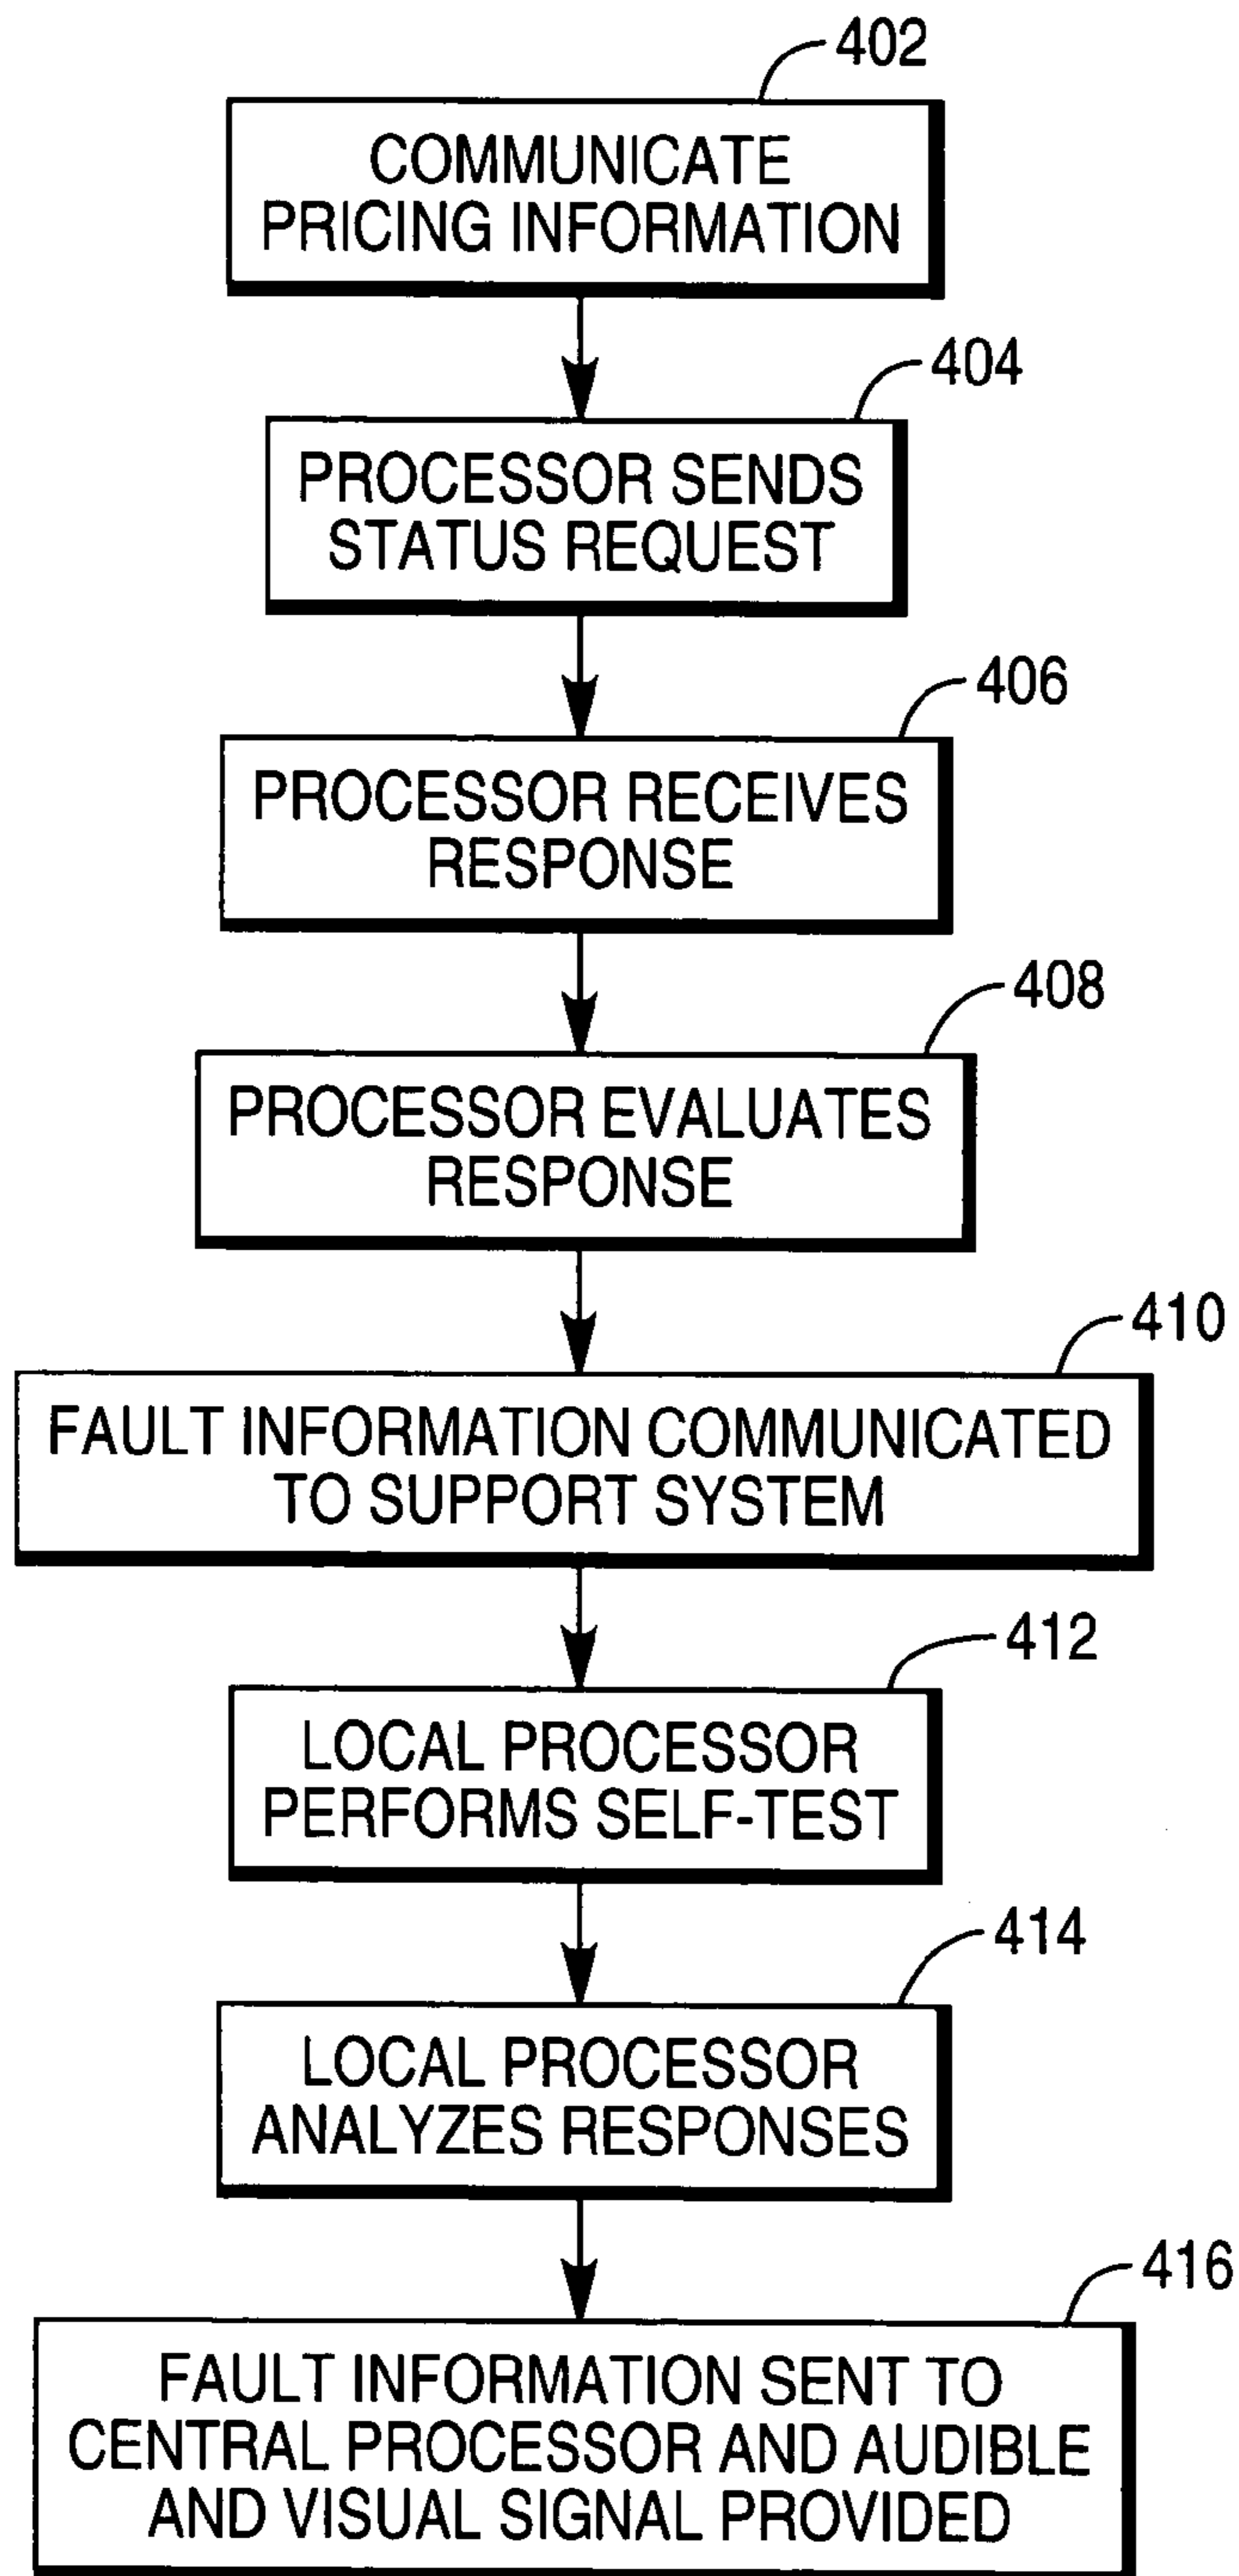 402
COMMUNICATE
PRICING INFORMATION
404
PROCESSOR SENDS
STATUS REQUEST
406
PROCESSOR RECEIVES
RESPONSE
408
PROCESSOR EVALUATES
RESPONSE
410
FAULT INFORMATION COMMUNICATED
TO SUPPORT SYSTEM
412
LOCAL PROCESSOR
PERFORMS SELF-TEST
414
LOCAL PROCESSOR
ANALYZES RESPONSES
416
FAULT INFORMATION SENT TO
CENTRAL PROCESSOR AND AUDIBLE
AND VISUAL SIGNAL PROVIDED